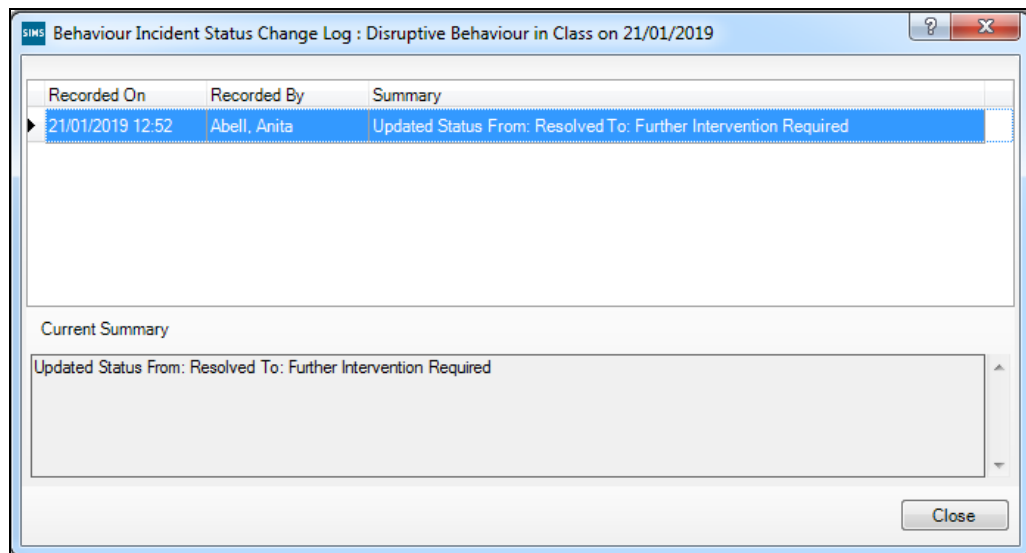 SIMS Behaviour Incident Status Change Log : Disruptive Behaviour in Class on 21/01/2019 ? X
Recorded On Recorded By Summary
21/01/2019 12:52 Abell, Anita Updated Status From: Resolved To: Further Intervention Required
Current Summary
Updated Status From: Resolved To: Further Intervention Required
Close